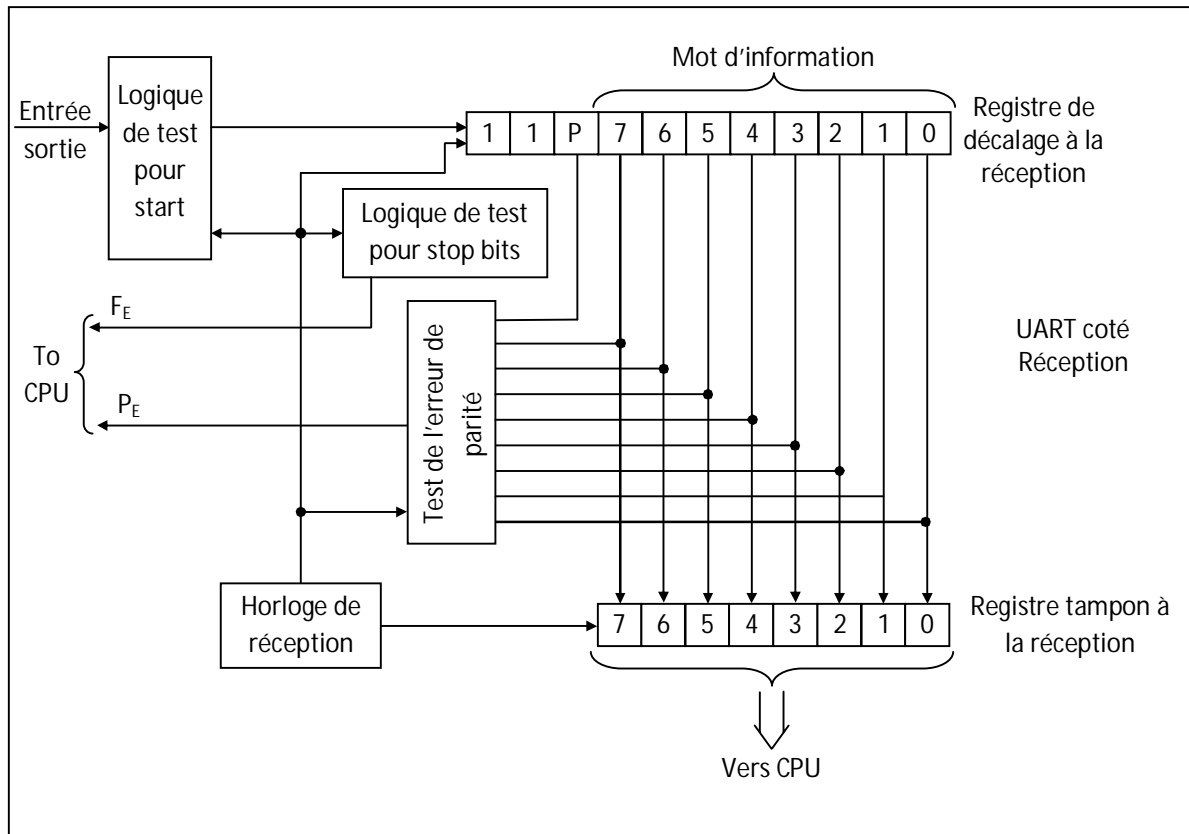 Mot d'information
Entrée
sortie
Logique
de test
pour
start
1 1 P 7 6 5 4 3 2 1 0
Registre de
décalage à la
réception
Logique de test
pour stop bits
F_E
To
CPU
P_E
Test de l'erreur de
parité
UART coté
Réception
Horloge de
réception
7 6 5 4 3 2 1 0
Registre tampon à
la réception
Vers CPU